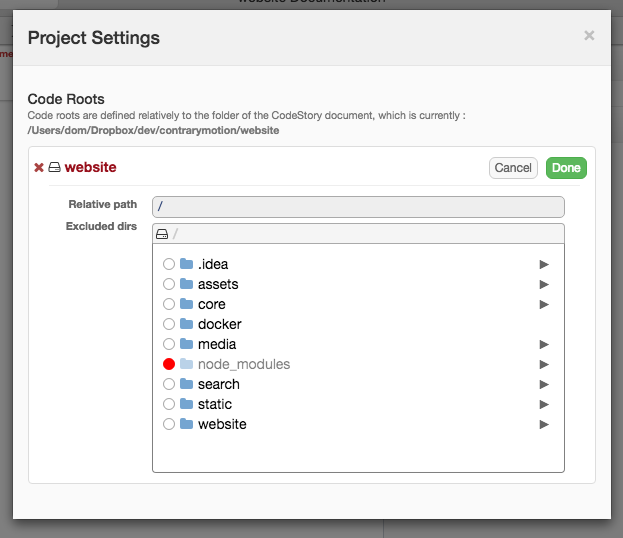 website Documentation
Project Settings
×
me
Code Roots
Code roots are defined relatively to the folder of the CodeStory document, which is currently :
/Users/dom/Dropbox/dev/contrarymotion/website
website
Cancel
Done
Relative path
/
Excluded dirs
/
.idea
assets
core
docker
media
node_modules
search
static
website